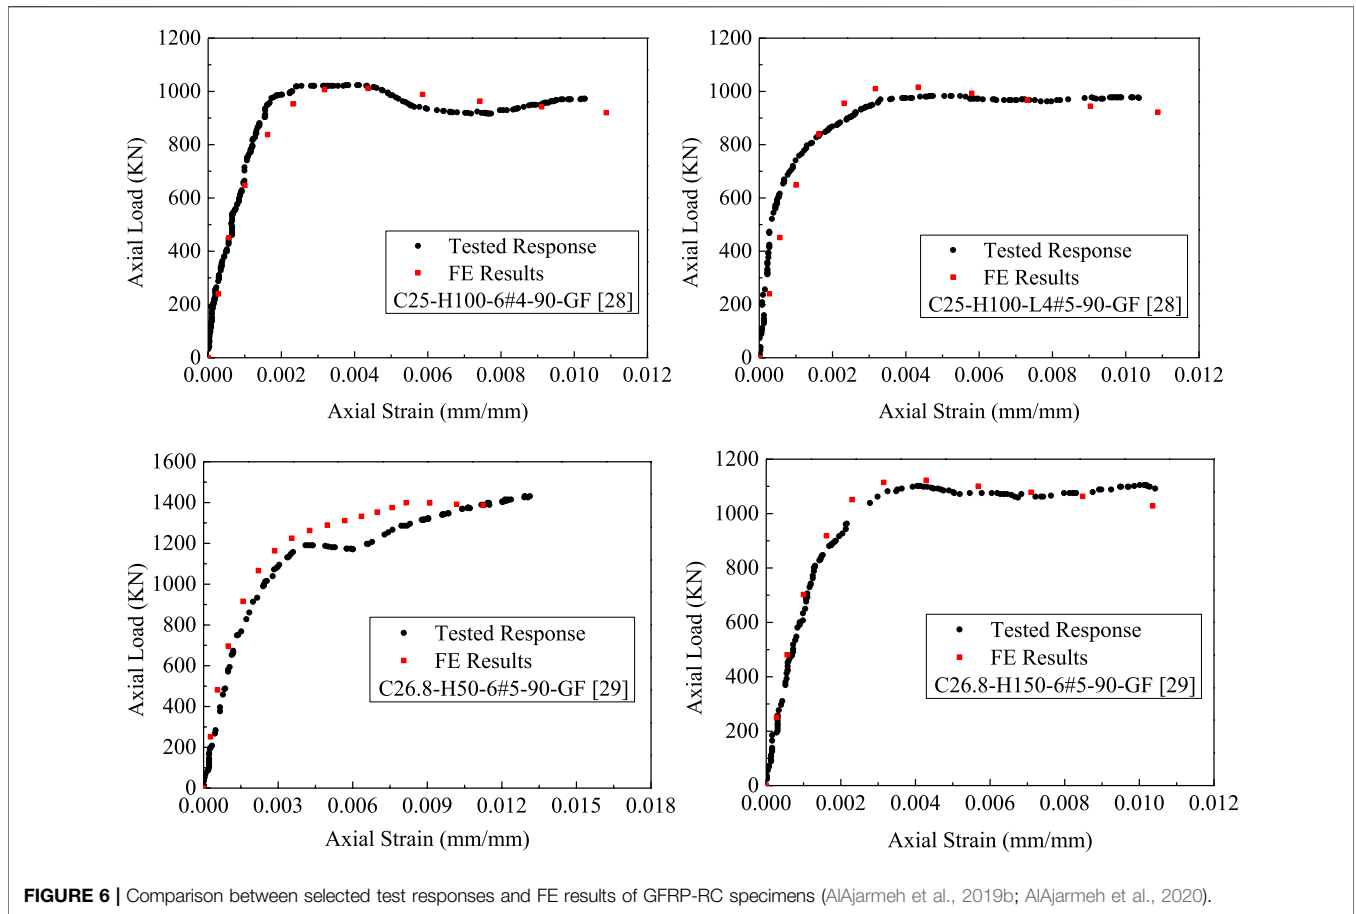 1200
1000
800
600
400
200
0
Axial Load (KN)
Tested Response
FE Results
C25-H100-6#4-90-GF [28]
0.000 0.002 0.004 0.006 0.008 0.010 0.012
Axial Strain (mm/mm)
1200
1000
800
600
400
200
0
Axial Load (KN)
Tested Response
FE Results
C25-H100-L4#5-90-GF [28]
0.000 0.002 0.004 0.006 0.008 0.010 0.012
Axial Strain (mm/mm)
1600
1400
1200
1000
800
600
400
200
0
Axial Load (KN)
Tested Response
FE Results
C26.8-H50-6#5-90-GF [29]
0.000 0.003 0.006 0.009 0.012 0.015 0.018
Axial Strain (mm/mm)
1200
1000
800
600
400
200
0
Axial Load (KN)
Tested Response
FE Results
C26.8-H150-6#5-90-GF [29]
0.000 0.002 0.004 0.006 0.008 0.010 0.012
Axial Strain (mm/mm)
FIGURE 6 | Comparison between selected test responses and FE results of GFRP-RC specimens (AlAjarmeh et al., 2019b; AlAjarmeh et al., 2020).